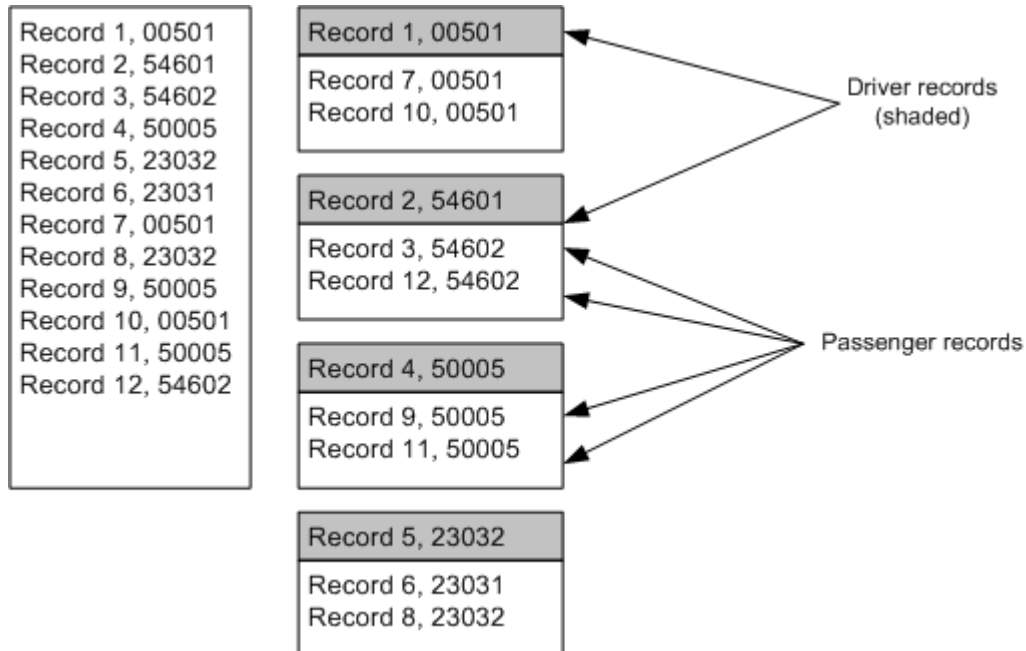 Record 1, 00501
Record 2, 54601
Record 3, 54602
Record 4, 50005
Record 5, 23032
Record 6, 23031
Record 7, 00501
Record 8, 23032
Record 9, 50005
Record 10, 00501
Record 11, 50005
Record 12, 54602
Record 1, 00501
Record 7, 00501
Record 10, 00501
Record 2, 54601
Record 3, 54602
Record 12, 54602
Record 4, 50005
Record 9, 50005
Record 11, 50005
Record 5, 23032
Record 6, 23031
Record 8, 23032
Driver records
(shaded)
Passenger records